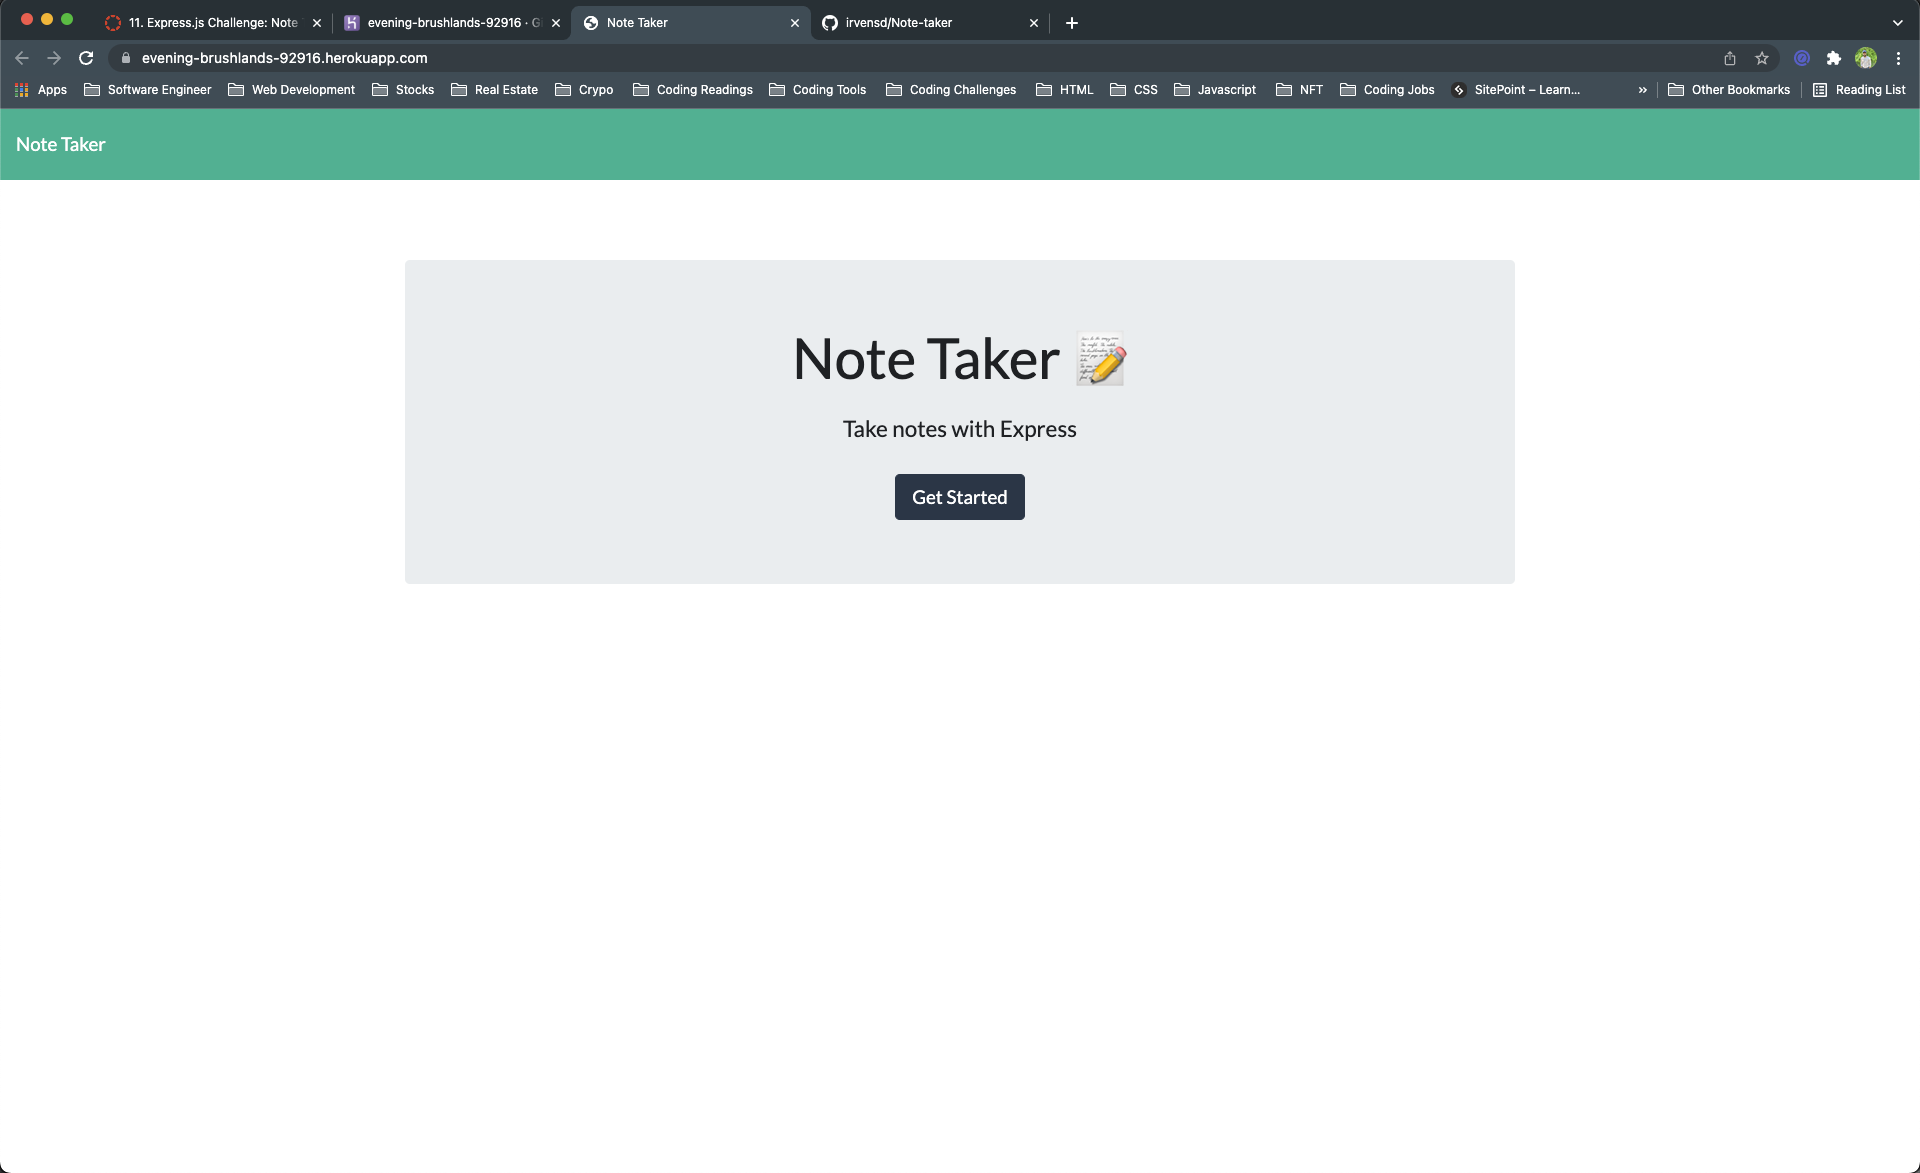 11. Express.js Challenge: Note
evening-brushlands-92916 · G
Note Taker
irvensd/Note-taker
evening-brushlands-92916.herokuapp.com
Apps Software Engineer Web Development Stocks Real Estate Crypo Coding Readings Coding Tools Coding Challenges HTML CSS Javascript NFT Coding Jobs SitePoint – Learn... » Other Bookmarks Reading List
Note Taker
Note Taker
Take notes with Express
Get Started